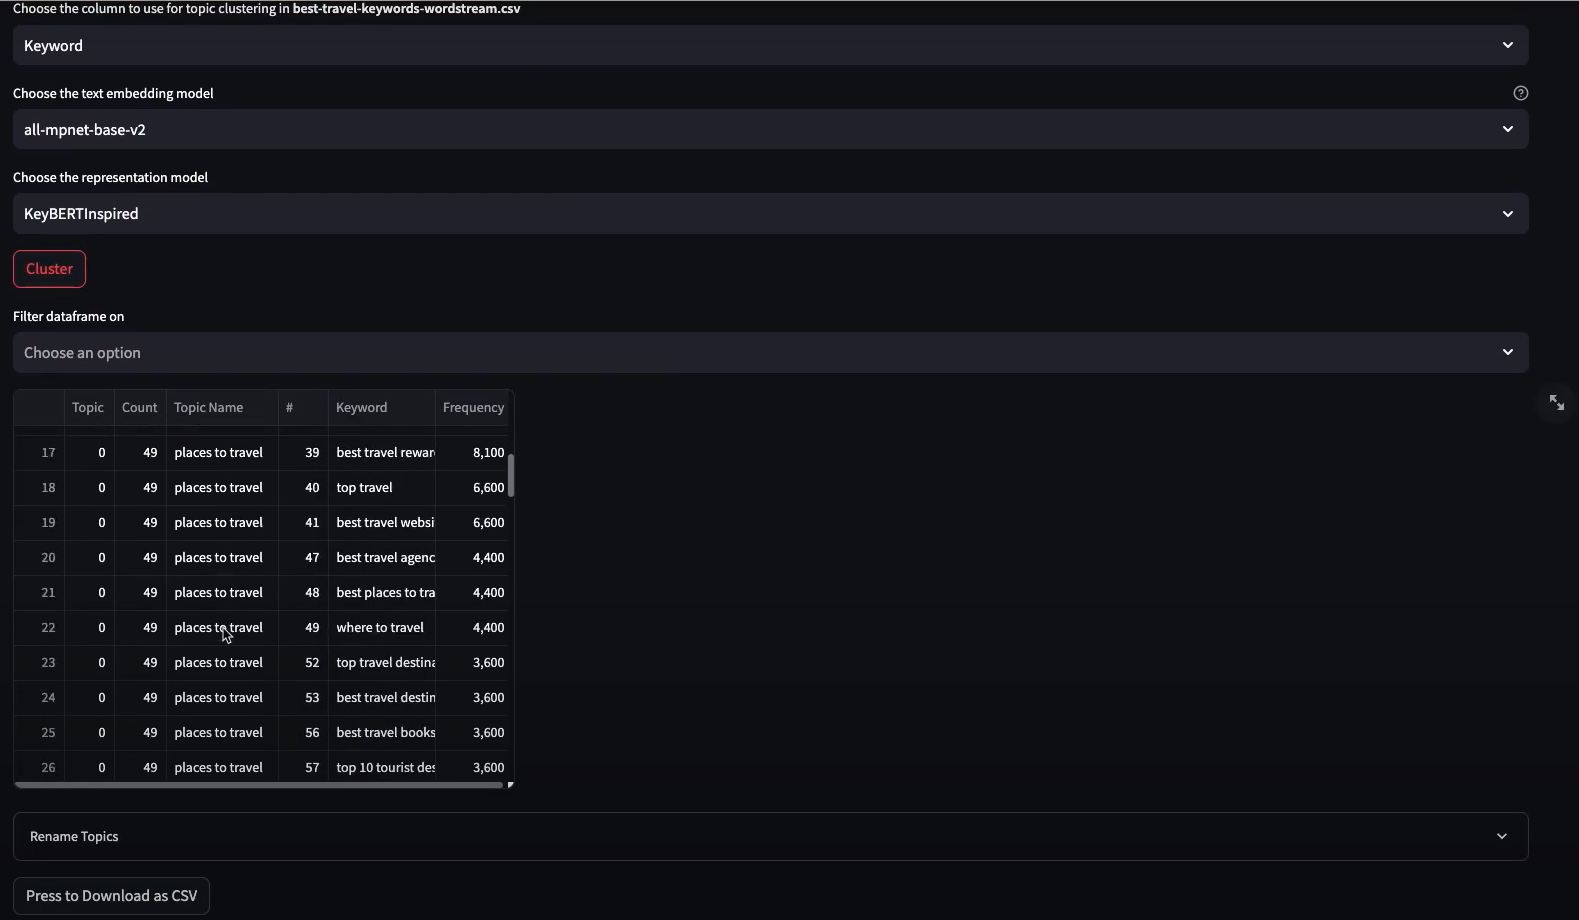 Choose the column to use for topic clustering in best-travel-keywords-wordstream.csv
Keyword
Choose the text embedding model
all-mpnet-base-v2
Choose the representation model
KeyBERTInspired
Cluster
Filter dataframe on
Choose an option
Topic Count Topic Name # Keyword Frequency
17 0 49 places to travel 39 best travel rewar 8,100
18 0 49 places to travel 40 top travel 6,600
19 0 49 places to travel 41 best travel websi 6,600
20 0 49 places to travel 47 best travel agenc 4,400
21 0 49 places to travel 48 best places to tra 4,400
22 0 49 places to travel 49 where to travel 4,400
23 0 49 places to travel 52 top travel destina 3,600
24 0 49 places to travel 53 best travel destin 3,600
25 0 49 places to travel 56 best travel books 3,600
26 0 49 places to travel 57 top 10 tourist des 3,600
Rename Topics
Press to Download as CSV